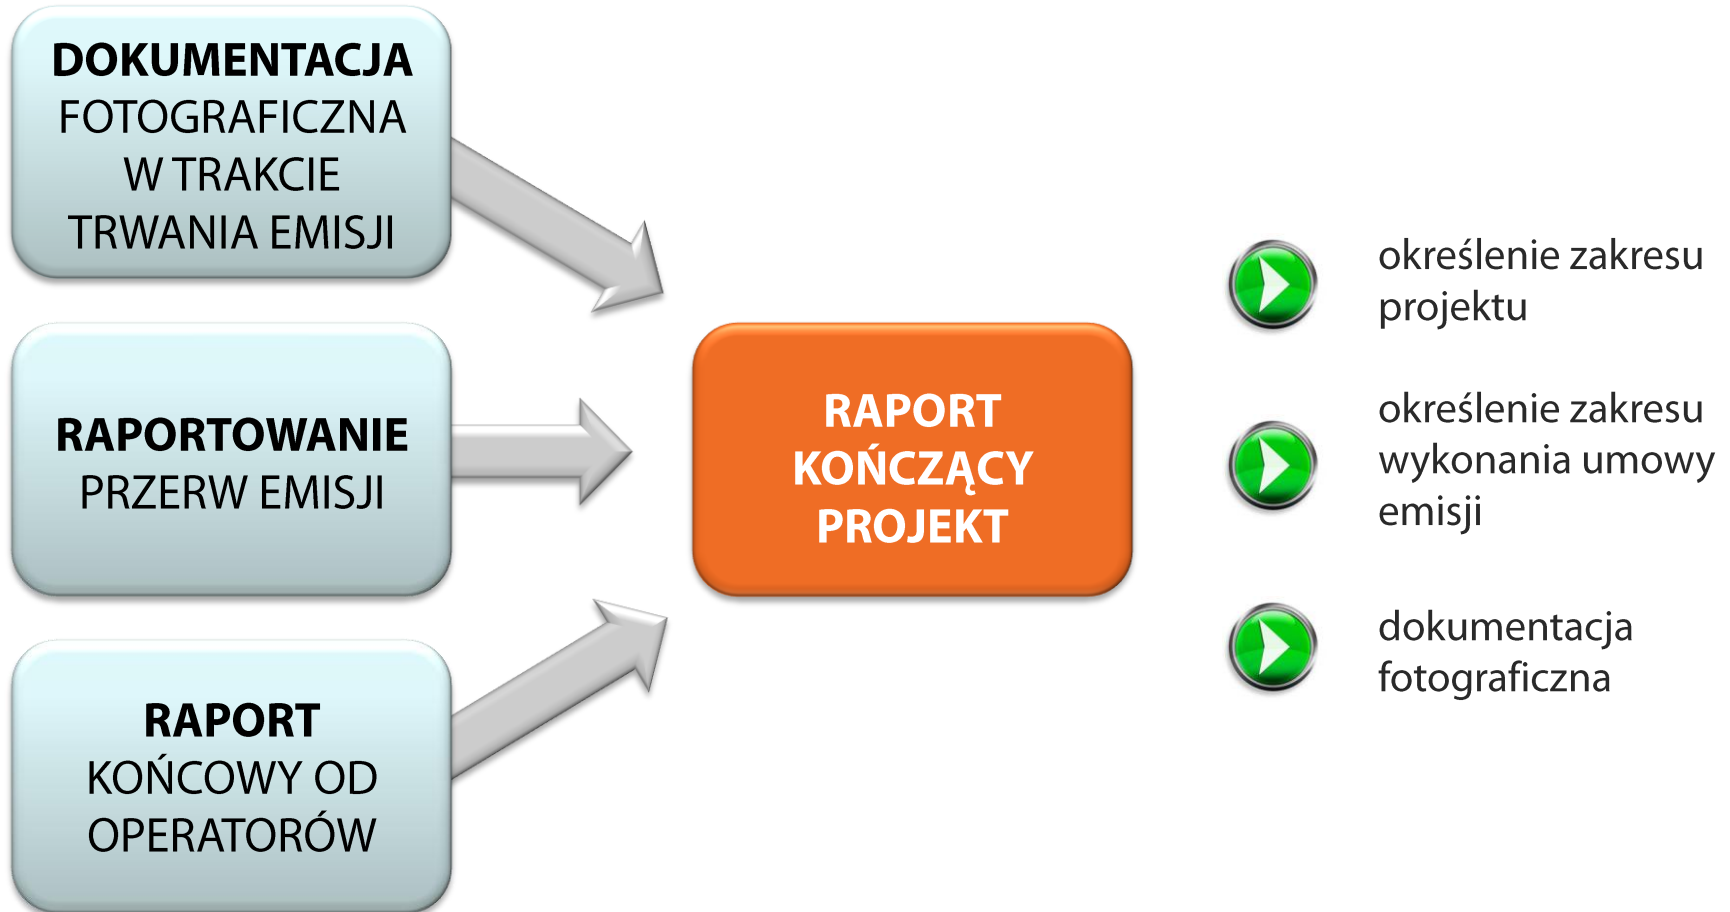 DOKUMENTACJA
FOTOGRAFICZNA
W TRAKCIE
TRWANIA EMISJI
RAPORTOWANIE
PRZERW EMISJI
RAPORT
KOŃCOWY OD
OPERATORÓW
RAPORT
KOŃCZĄCY
PROJEKT
określenie zakresu
projektu
określenie zakresu
wykonania umowy
emisji
dokumentacja
fotograficzna